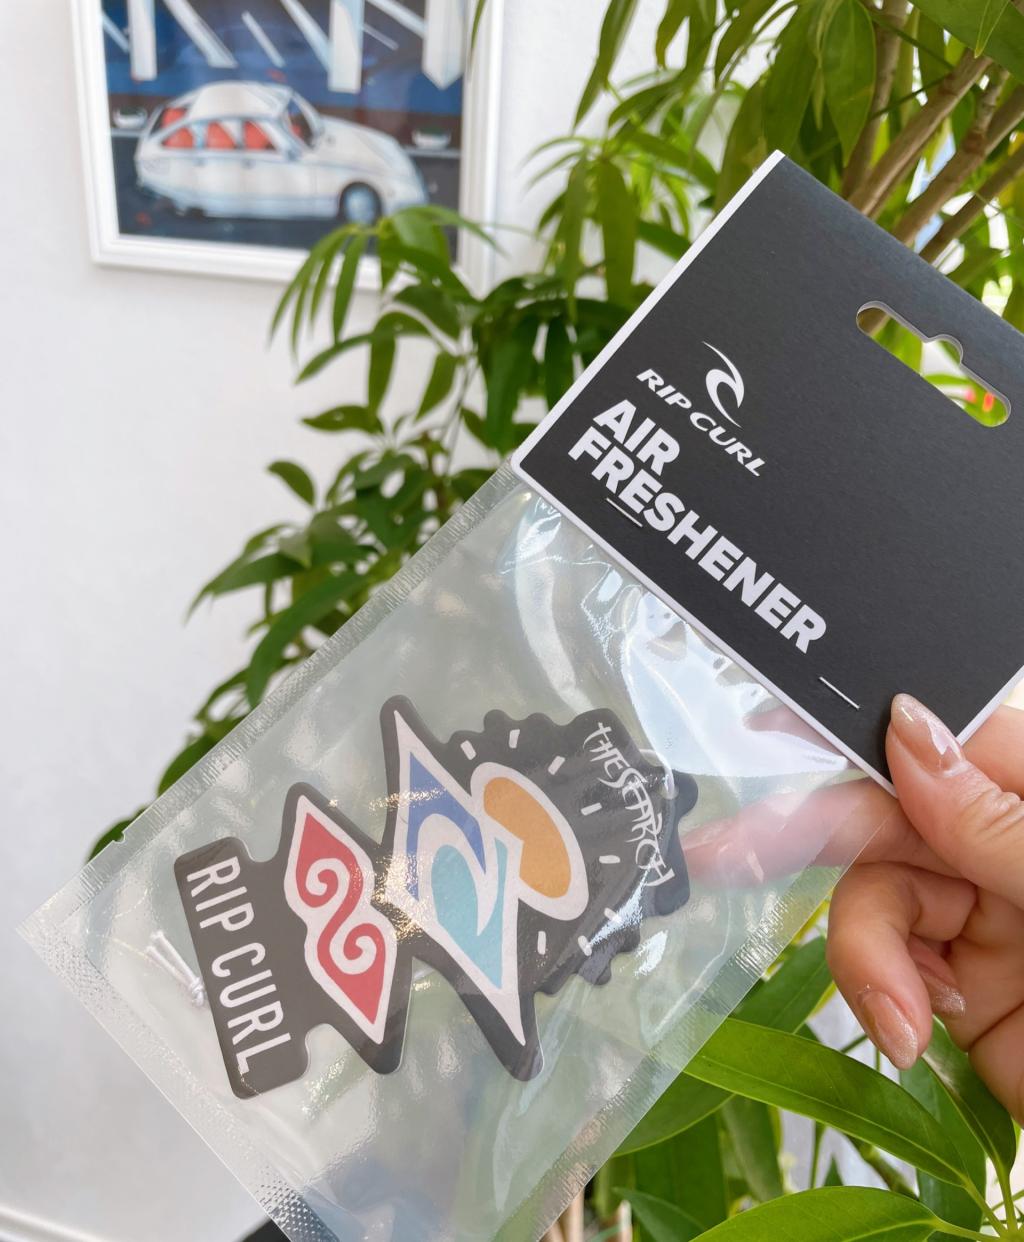 RIP CURL
AIR
FRESHENER
THE SEARCH
RIP CURL